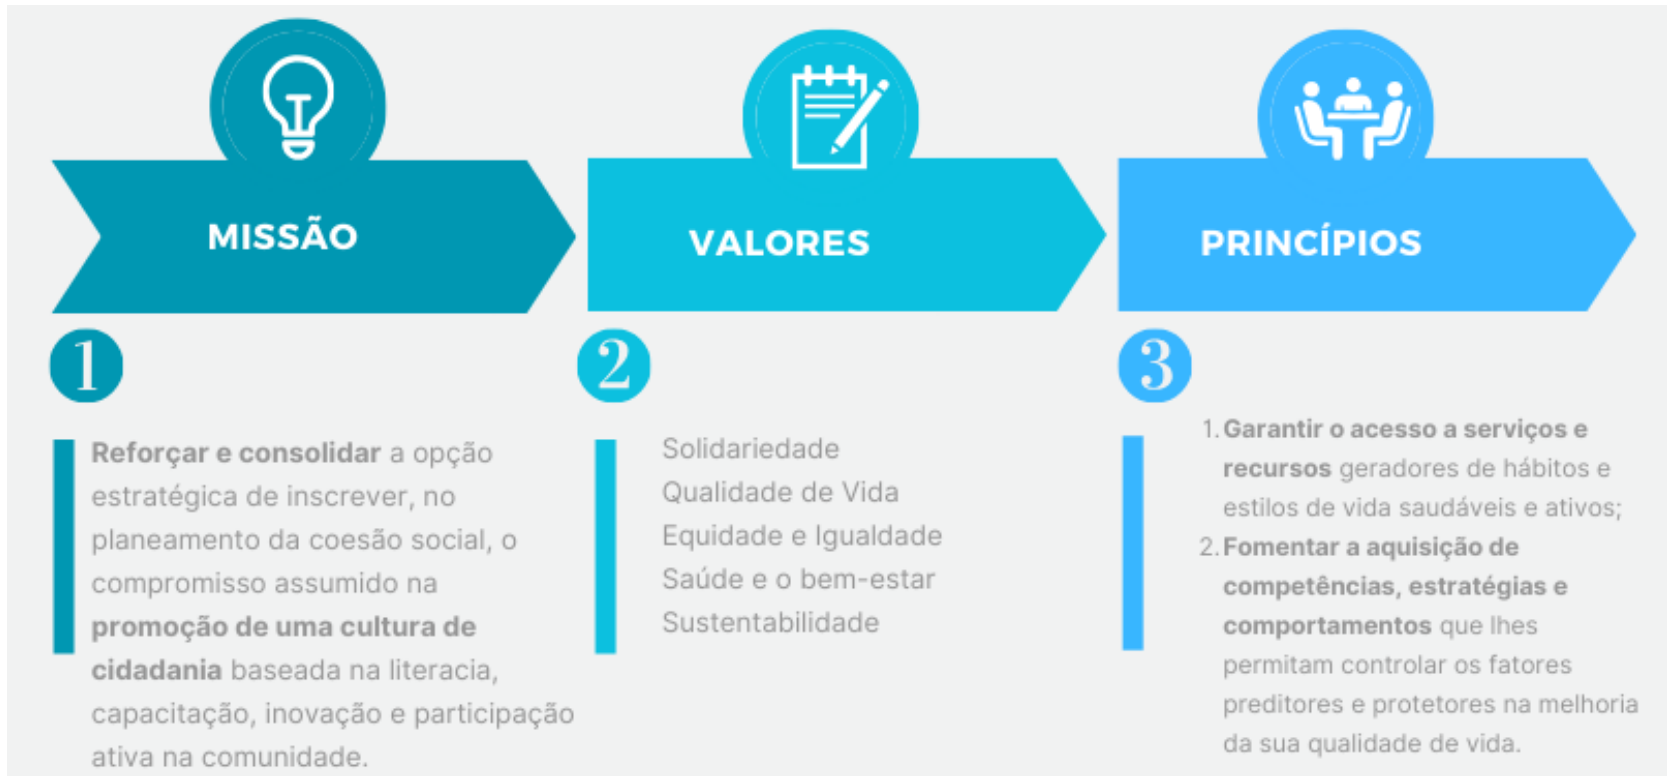 MISSÃO
1
Reforçar e consolidar a opção
estratégica de inscrever, no
planeamento da coesão social, o
compromisso assumido na
promoção de uma cultura de
cidadania baseada na literacia,
capacitação, inovação e participação
ativa na comunidade.
VALORES
2
Solidariedade
Qualidade de Vida
Equidade e Igualdade
Saúde e o bem-estar
Sustentabilidade
PRINCÍPIOS
3
1. Garantir o acesso a serviços e
recursos geradores de hábitos e
estilos de vida saudáveis e ativos;
2. Fomentar a aquisição de
competências, estratégias e
comportamentos que lhes
permitam controlar os fatores
preditores e protetores na melhoria
da sua qualidade de vida.